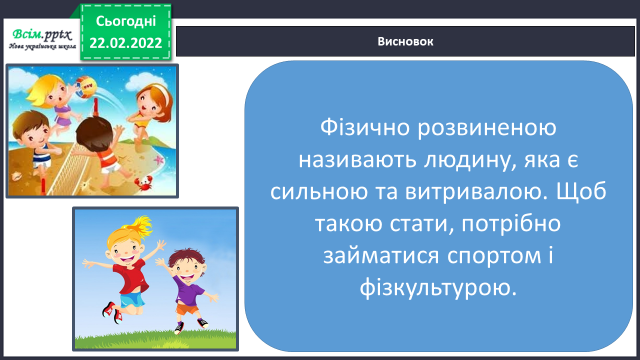 Всім.pptx
Нова українська школа
Сьогодні
22.02.2022
Висновок
Фізично розвиненою
називають людину, яка є
сильною та витривалою. Щоб
такою стати, потрібно
займатися спортом і
фізкультурою.